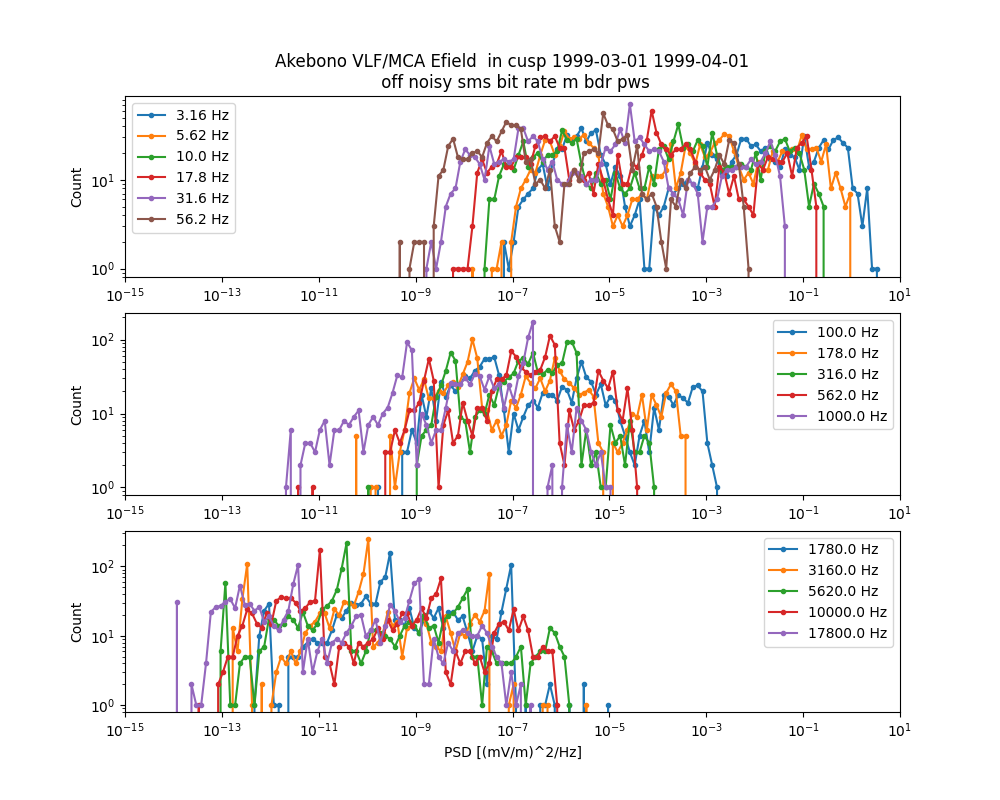 Akebono VLF/MCA Efield  in cusp 1999-03-01 1999-04-01
off noisy sms bit rate m bdr pws
Count
10^1
10^0
3.16 Hz
5.62 Hz
10.0 Hz
17.8 Hz
31.6 Hz
56.2 Hz
10^-15 10^-13 10^-11 10^-9 10^-7 10^-5 10^-3 10^-1 10^1
Count
10^2
10^1
10^0
100.0 Hz
178.0 Hz
316.0 Hz
562.0 Hz
1000.0 Hz
10^-15 10^-13 10^-11 10^-9 10^-7 10^-5 10^-3 10^-1 10^1
Count
10^2
10^1
10^0
1780.0 Hz
3160.0 Hz
5620.0 Hz
10000.0 Hz
17800.0 Hz
10^-15 10^-13 10^-11 10^-9 10^-7 10^-5 10^-3 10^-1 10^1
PSD [(mV/m)^2/Hz]